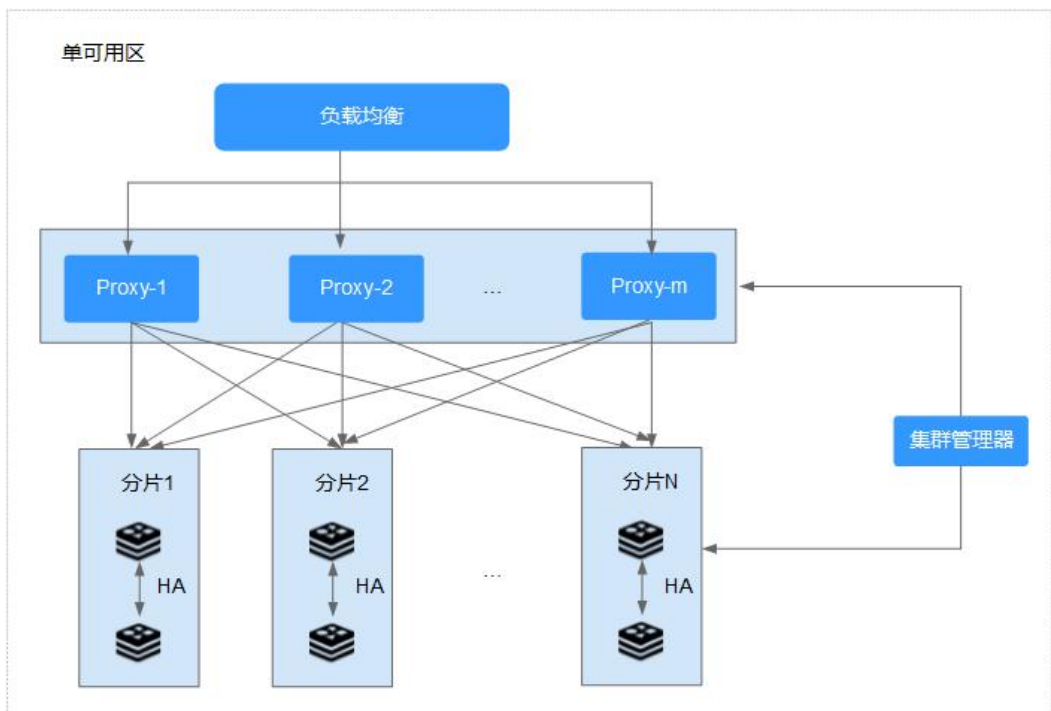 单可用区
负载均衡
Proxy-1 Proxy-2 ... Proxy-m
集群管理器
分片1 分片2 分片N
...
HA HA HA